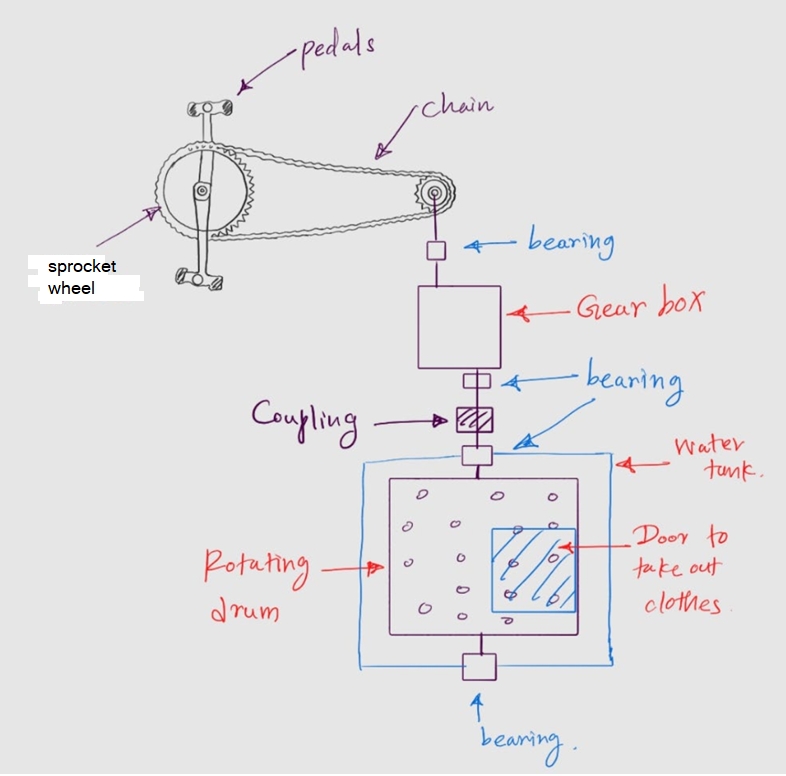 pedals
chain
sprocket
wheel
bearing
Gear box
bearing
Coupling
Water
tank.
Rotating
drum
Door to
take out
clothes.
bearing.